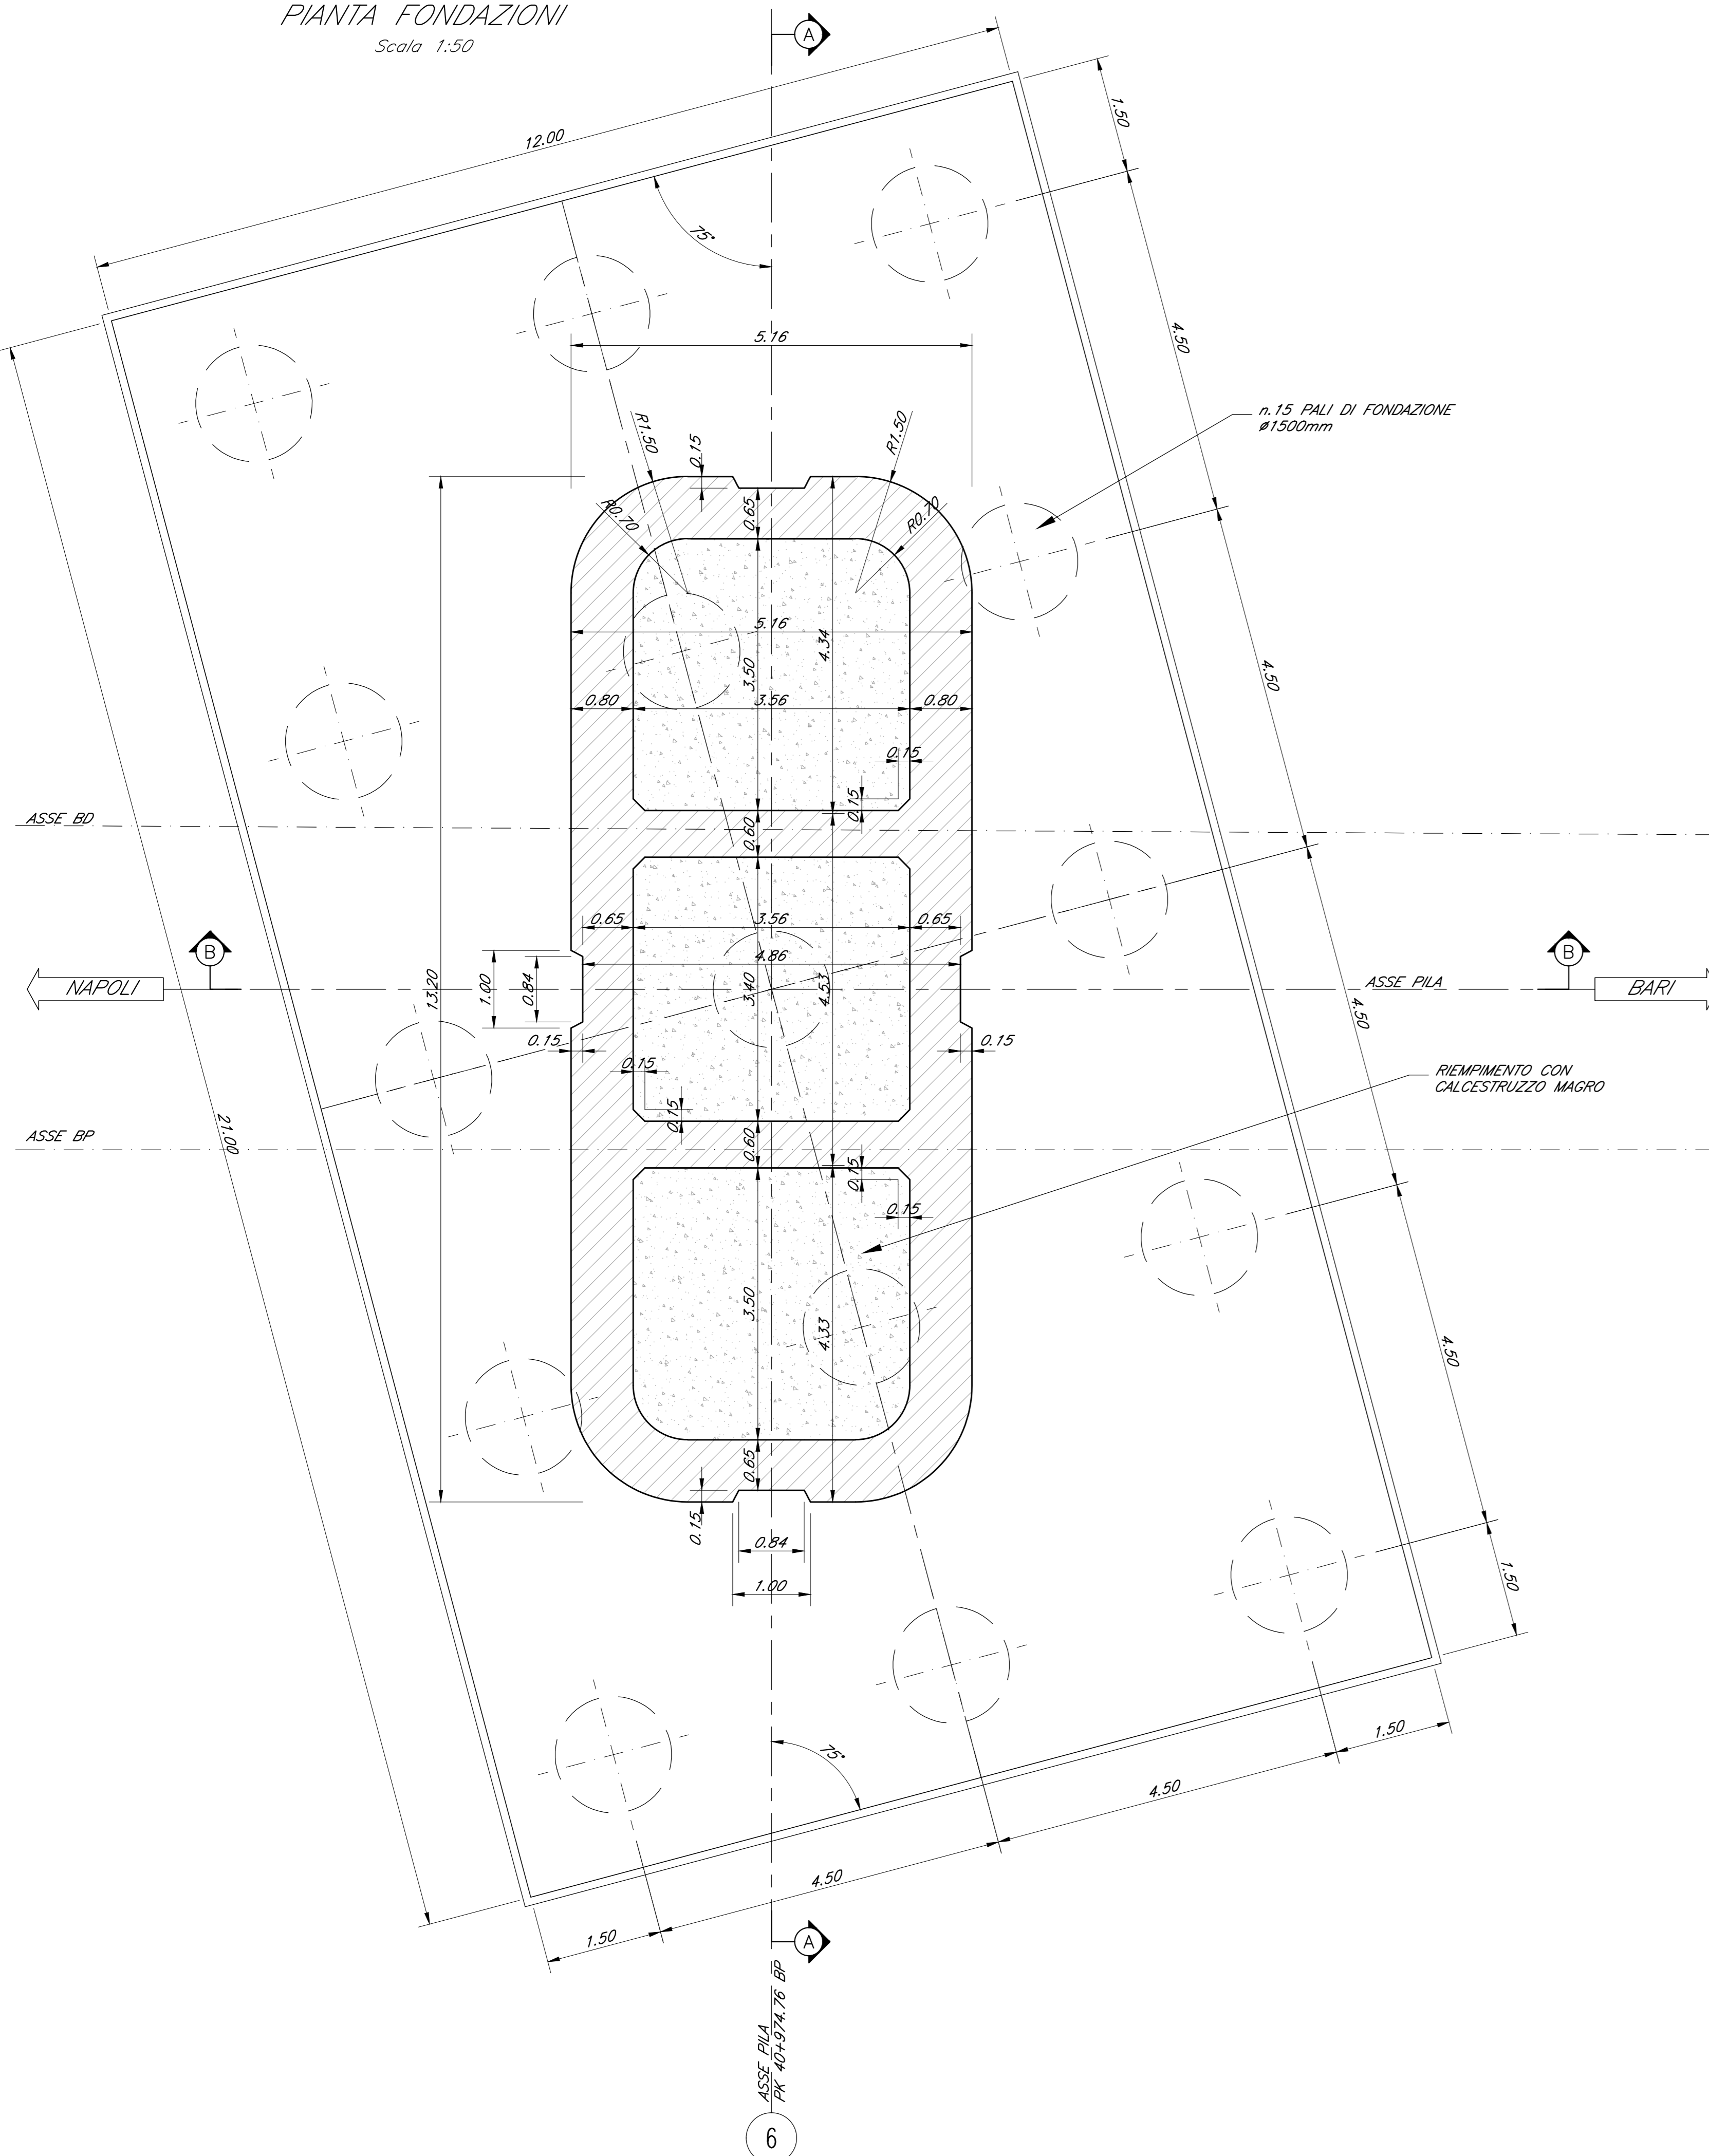 PIANTA FONDAZIONI
Scala 1:50
A
12.00
1.50
75°
4.50
5.16
n.15 PALI DI FONDAZIONE
ø1500mm
R1.50
0.15
R1.50
R0.70
0.65
R0.70
4.50
5.16
4.34
3.50
0.80
3.56
0.80
0.15
0.15
ASSE BD
0.60
0.65
3.56
0.65
B
B
4.86
NAPOLI
13.20
1.00
0.84
3.40
4.53
ASSE PILA
BARI
4.50
0.15
0.15
0.15
RIEMPIMENTO CON
CALCESTRUZZO MAGRO
0.15
21.00
ASSE BP
0.60
0.15
0.15
3.50
4.33
4.50
0.65
0.15
0.84
1.00
1.50
75°
1.50
4.50
4.50
1.50
A
ASSE PILA
PK 40+974.76 BP
6